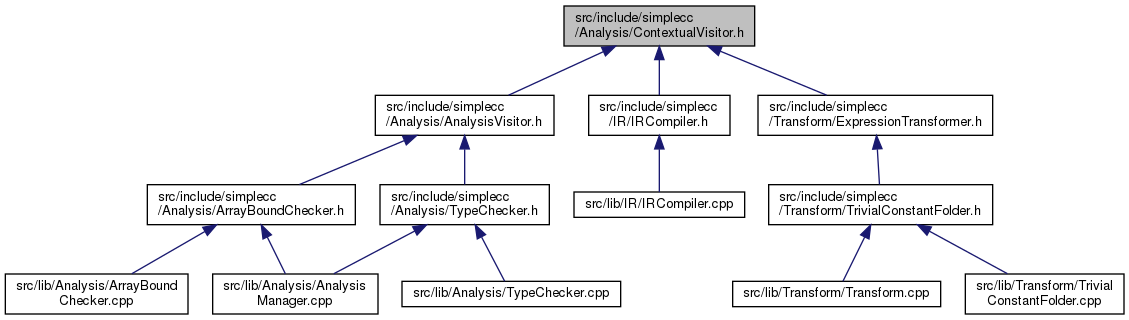 src/include/simplecc
/Analysis/ContextualVisitor.h
src/include/simplecc
/Analysis/AnalysisVisitor.h
src/include/simplecc
/IR/IRCompiler.h
src/include/simplecc
/Transform/ExpressionTransformer.h
src/include/simplecc
/Analysis/ArrayBoundChecker.h
src/include/simplecc
/Analysis/TypeChecker.h
src/lib/IR/IRCompiler.cpp
src/include/simplecc
/Transform/TrivialConstantFolder.h
src/lib/Analysis/ArrayBound
Checker.cpp
src/lib/Analysis/Analysis
Manager.cpp
src/lib/Analysis/TypeChecker.cpp
src/lib/Transform/Transform.cpp
src/lib/Transform/Trivial
ConstantFolder.cpp